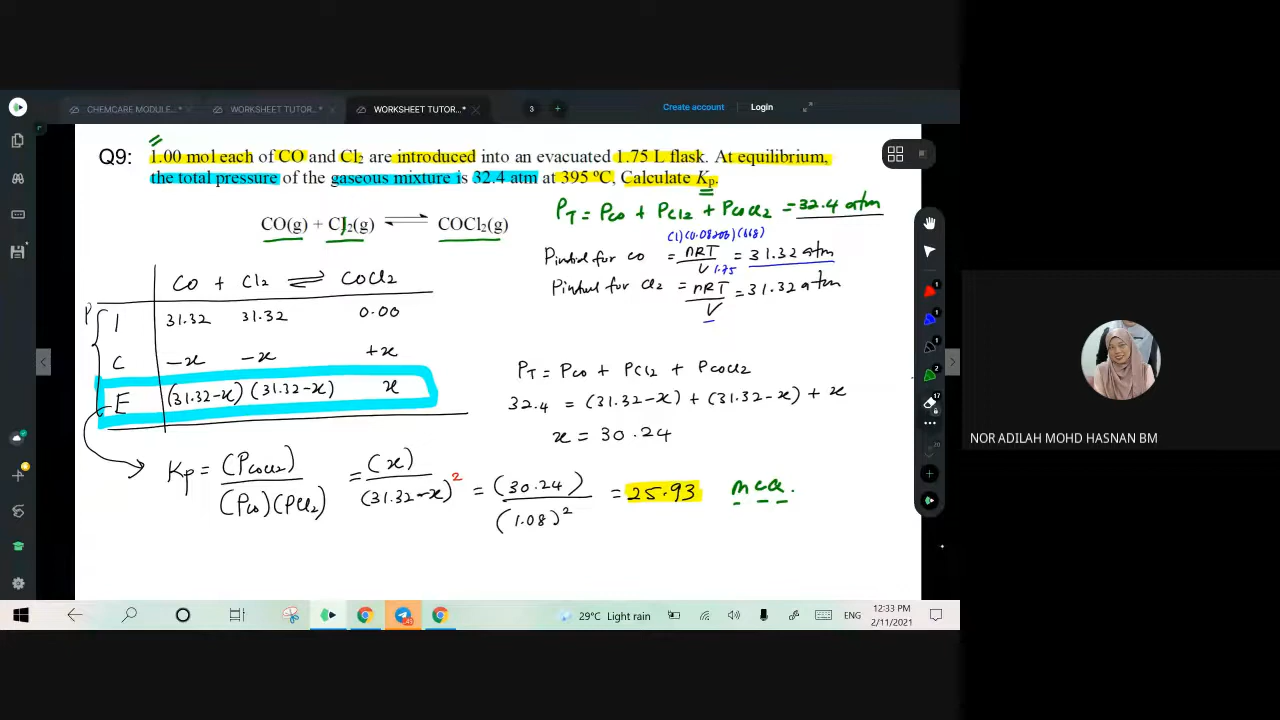 CHEMCARE MODULE...*
WORKSHEET TUTOR...*
WORKSHEET TUTOR...*
3
Create account
Login
Q9: 1.00 mol each of CO and Cl2 are introduced into an evacuated 1.75 L flask. At equilibrium,
the total pressure of the gaseous mixture is 32.4 atm at 395 ºC, Calculate Kp.
CO(g) + Cl2(g) ⇌ COCl2(g)
PT = PCO + PCl2 + PCOCl2 = 32.4 atm
Pinitial for CO = nRT/V = 31.32 atm
1.75
Pinitial for Cl2 = nRT/V = 31.32 atm
CO + Cl2 ⇌ COCl2
P
I 31.32 31.32 0.00
C -x -x +x
E (31.32-x) (31.32-x) x
PT = PCO + PCl2 + PCOCl2
32.4 = (31.32-x) + (31.32-x) + x
x = 30.24
Kp = (PCOCl2)/(PCO)(PCl2) = (x)/(31.32-x)2 = (30.24)/(1.08)2 = 25.93 MCQ.
NOR ADILAH MOHD HASNAN BM
29°C Light rain
ENG
12:33 PM
2/11/2021